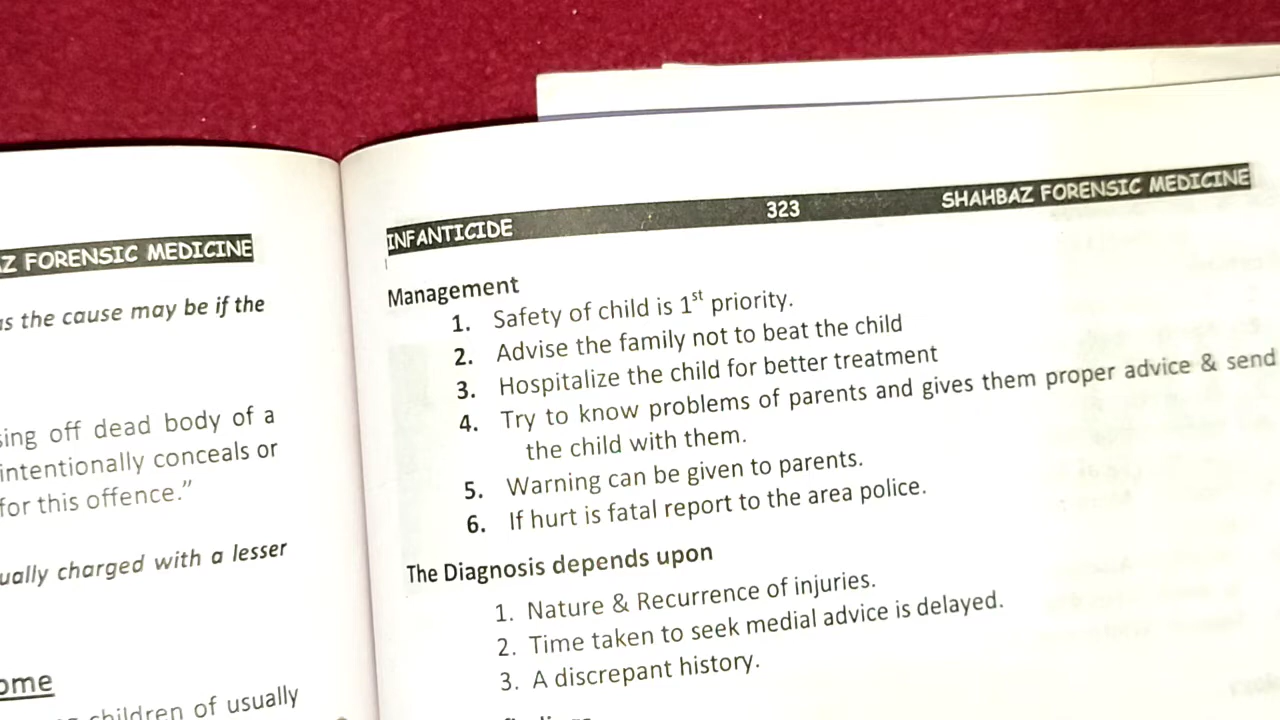 Z FORENSIC MEDICINE
as the cause may be if the
sing off dead body of a
intentionally conceals or
for this offence."
ually charged with a lesser
ome
children of usually
INFANTICIDE 323 SHAHBAZ FORENSIC MEDICINE
Management
1. Safety of child is 1st priority.
2. Advise the family not to beat the child
3. Hospitalize the child for better treatment
4. Try to know problems of parents and gives them proper advice & send
the child with them.
5. Warning can be given to parents.
6. If hurt is fatal report to the area police.
The Diagnosis depends upon
1. Nature & Recurrence of injuries.
2. Time taken to seek medial advice is delayed.
3. A discrepant history.